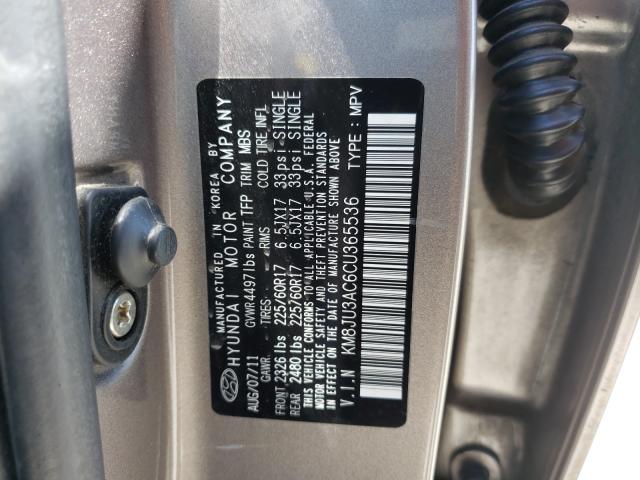 MANUFACTURED IN KOREA BY
HYUNDAI MOTOR COMPANY
AUG/07/11 GVWR 4497lbs PAINT TFP TRIM MBS
GAWR. TIRES: RIMS COLD TIRE INFL
FRONT 2326 lbs 225/60R17 6.5JX17 33psi SINGLE
REAR 2480 lbs 225/60R17 6.5JX17 33psi SINGLE
THIS VEHICLE CONFORMS TO ALL APPLICABLE U.S.A. FEDERAL
MOTOR VEHICLE SAFETY AND THEFT PREVENTION STANDARDS
IN EFFECT ON THE DATE OF MANUFACTURE SHOWN ABOVE
V.I.N KM8JU3AC6CU365536 TYPE : MPV